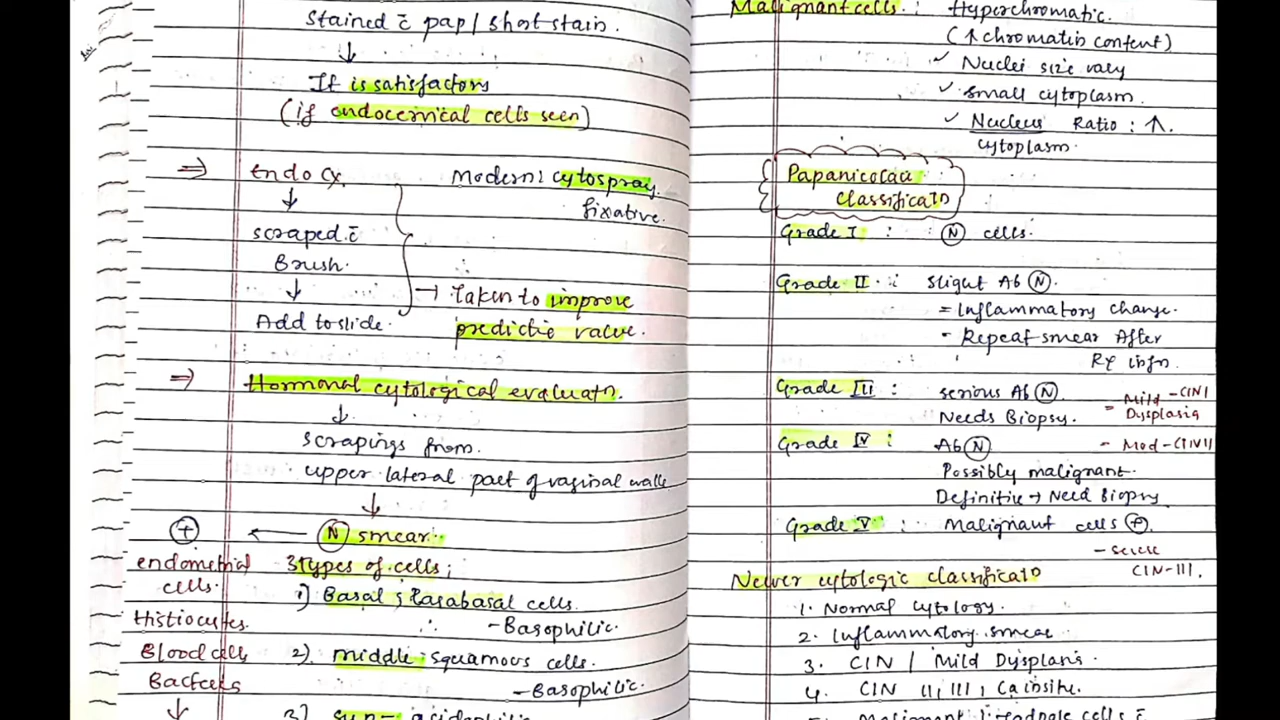 Stained c̄ pap / short stain.
↓
If is satisfactors
(if endocervical cells seen)
⇒ endo cx.
↓
scraped c̄
Brush.
↓
Add to slide.
Modern: cytospray
fixative.
→ Taken to improve
predictie value.
⇒ Hormonal cytological evaluatn.
↓
scrapings from
upper lateral part of vaginal walls
↓
Ⓝ smear.
3 types of cells;
1) Basal & Parabasal cells.
- Basophilic.
2). middle squamous cells.
- Basophilic.
3)
← ⊕
endometrial
cells.
Histiocytes.
Blood cells
↓
Malignant cells : Hyperchromatic.
(↑ chromatin content)
✓ Nuclei size vary
✓ small cytoplasm.
✓ Nucleus Ratio : ↑.
cytoplasm.
Papanicolau
classificatn
Grade I : Ⓝ cells.
Grade II : slight Ab Ⓝ.
= Inflammatory change.
- Repeat smear After
Rx infn
Grade III : serious Ab Ⓝ.
Needs Biopsy.
= Mild - CIN I
Dysplasia
Grade IV : Ab Ⓝ
- Mod - CIN II
Possibly malignant.
Definitie → Need Biopsy
Grade V : Malignant cells ⊕.
- severe
CIN-III.
Newer cytologic classificatn
1. Normal cytology.
2. Inflammatory smear
3. CIN / Mild Dysplasis.
4. CIN II, III, Ca insitu.